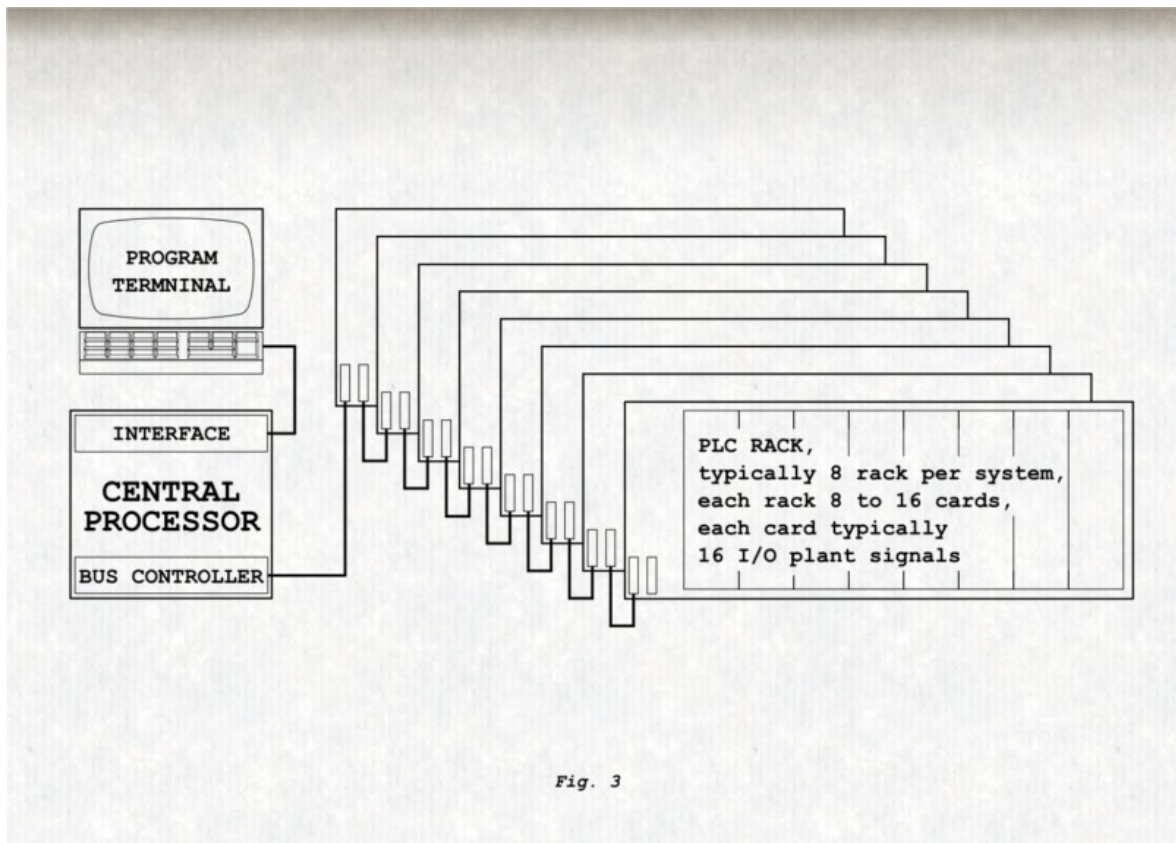 PROGRAM
TERMNINAL
INTERFACE
CENTRAL
PROCESSOR
BUS CONTROLLER
PLC RACK,
typically 8 rack per system,
each rack 8 to 16 cards,
each card typically
16 I/O plant signals
Fig. 3